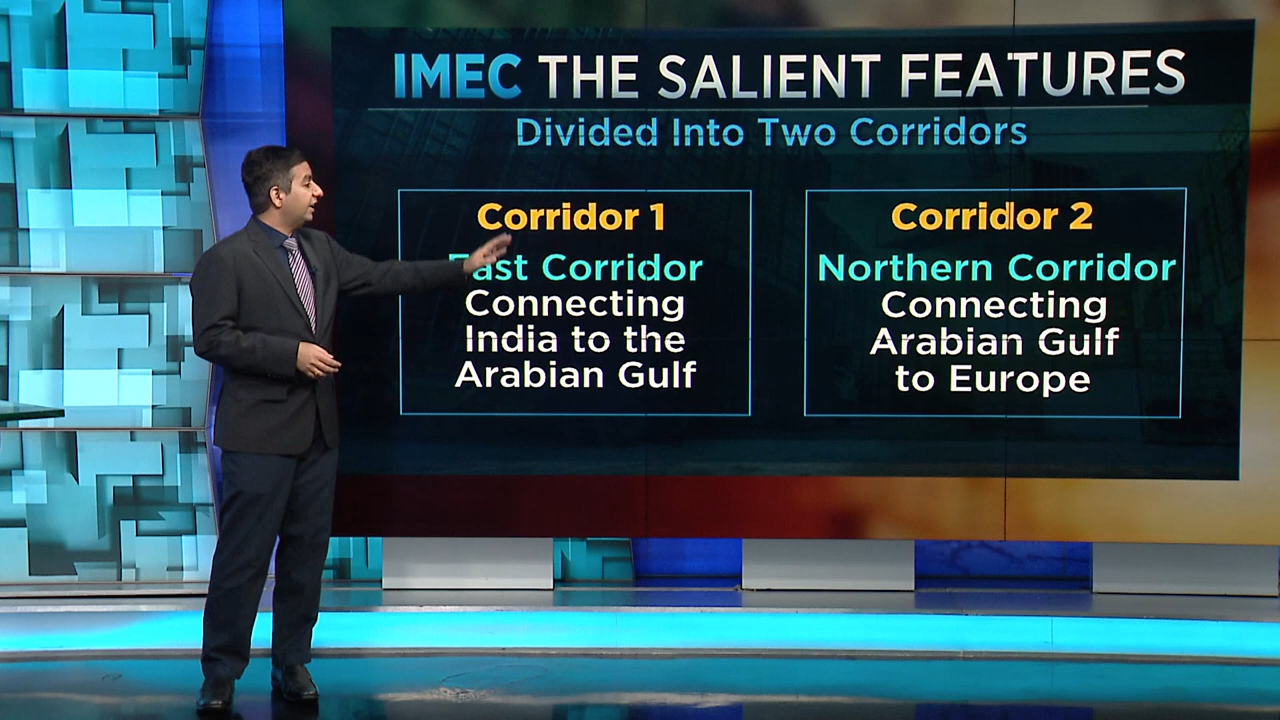 IMEC THE SALIENT FEATURES
Divided Into Two Corridors
Corridor 1
East Corridor
Connecting
India to the
Arabian Gulf
Corridor 2
Northern Corridor
Connecting
Arabian Gulf
to Europe